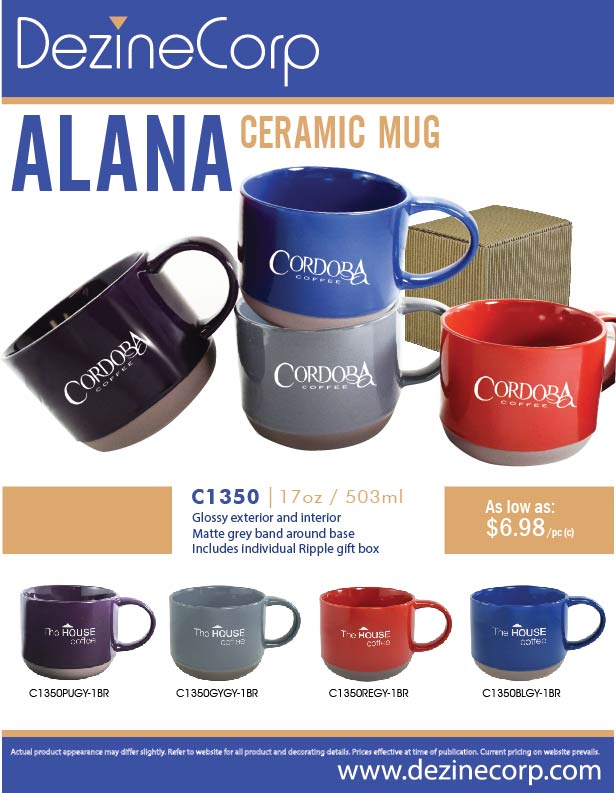 DezineCorp
ALANA CERAMIC MUG
CORDOBA
COFFEE
CORDOBA
COFFEE
CORDOBA
COFFEE
CORDOBA
COFFEE
C1350 | 17oz / 503ml
Glossy exterior and interior
Matte grey band around base
Includes individual Ripple gift box
As low as:
$6.98/pc (c)
The HOUSE
coffee
The HOUSE
coffee
The HOUSE
coffee
The HOUSE
coffee
C1350PUGY-1BR
C1350GYGY-1BR
C1350REGY-1BR
C1350BLGY-1BR
Actual product appearance may differ slightly. Refer to website for all product and decorating details. Prices effective at time of publication. Current pricing on website prevails.
www.dezinecorp.com